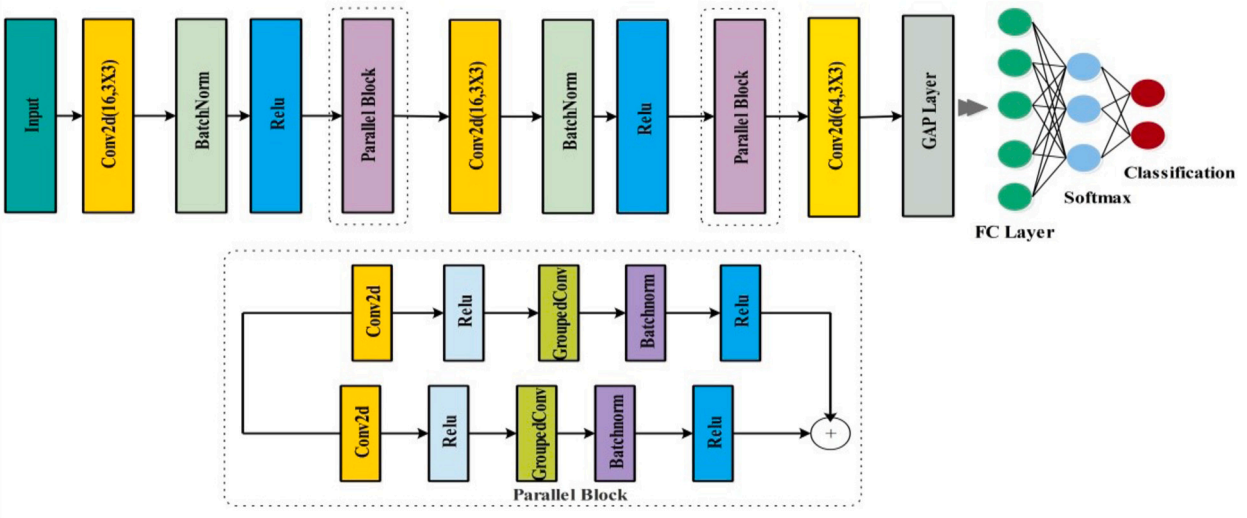 Input
Conv2d(16,3X3)
BatchNorm
Relu
Parallel Block
Conv2d(16,3X3)
BatchNorm
Relu
Parallel Block
Conv2d(64,3X3)
GAP Layer
FC Layer
Softmax
Classification
Conv2d
Relu
GroupedConv
Batchnorm
Relu
Conv2d
Relu
GroupedConv
Batchnorm
Relu
+
Parallel Block